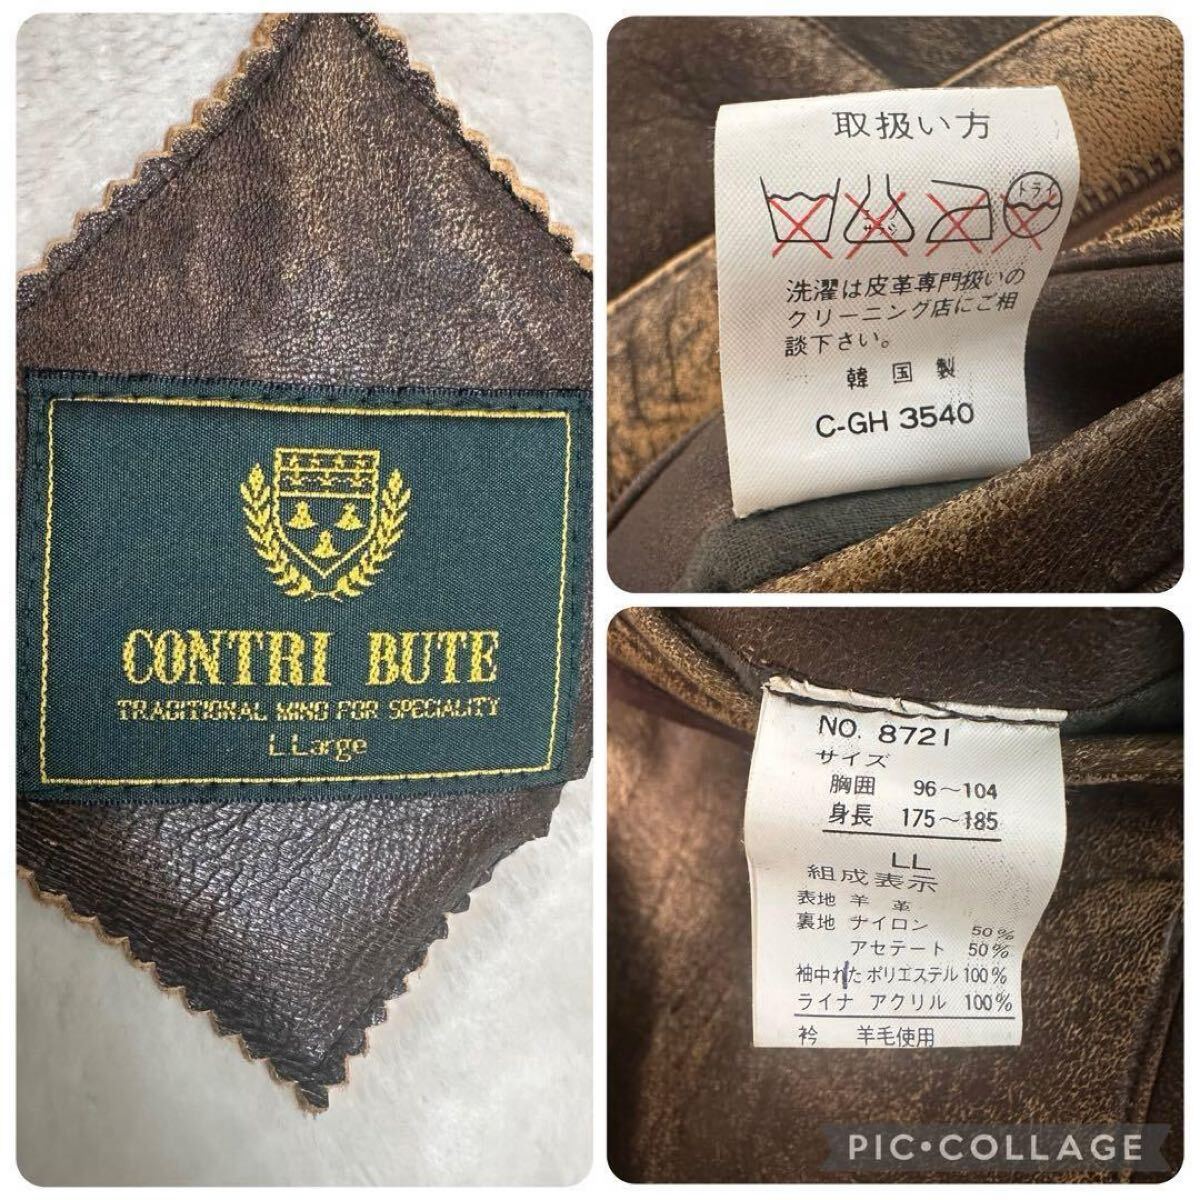 CONTRI BUTE
TRADITIONAL MIND FOR SPECIALITY
LLarge
取扱い方
ドライ
洗濯は皮革専門扱いの
クリーニング店にご相
談下さい。
韓国製
C-GH 3540
NO. 8721
サイズ
胸囲 96～104
身長 175～185
LL
組成表示
表地 羊革
裏地 ナイロン 50%
アセテート 50%
袖中わた ポリエステル 100%
ライナ アクリル 100%
衿 羊毛使用
PIC•COLLAGE